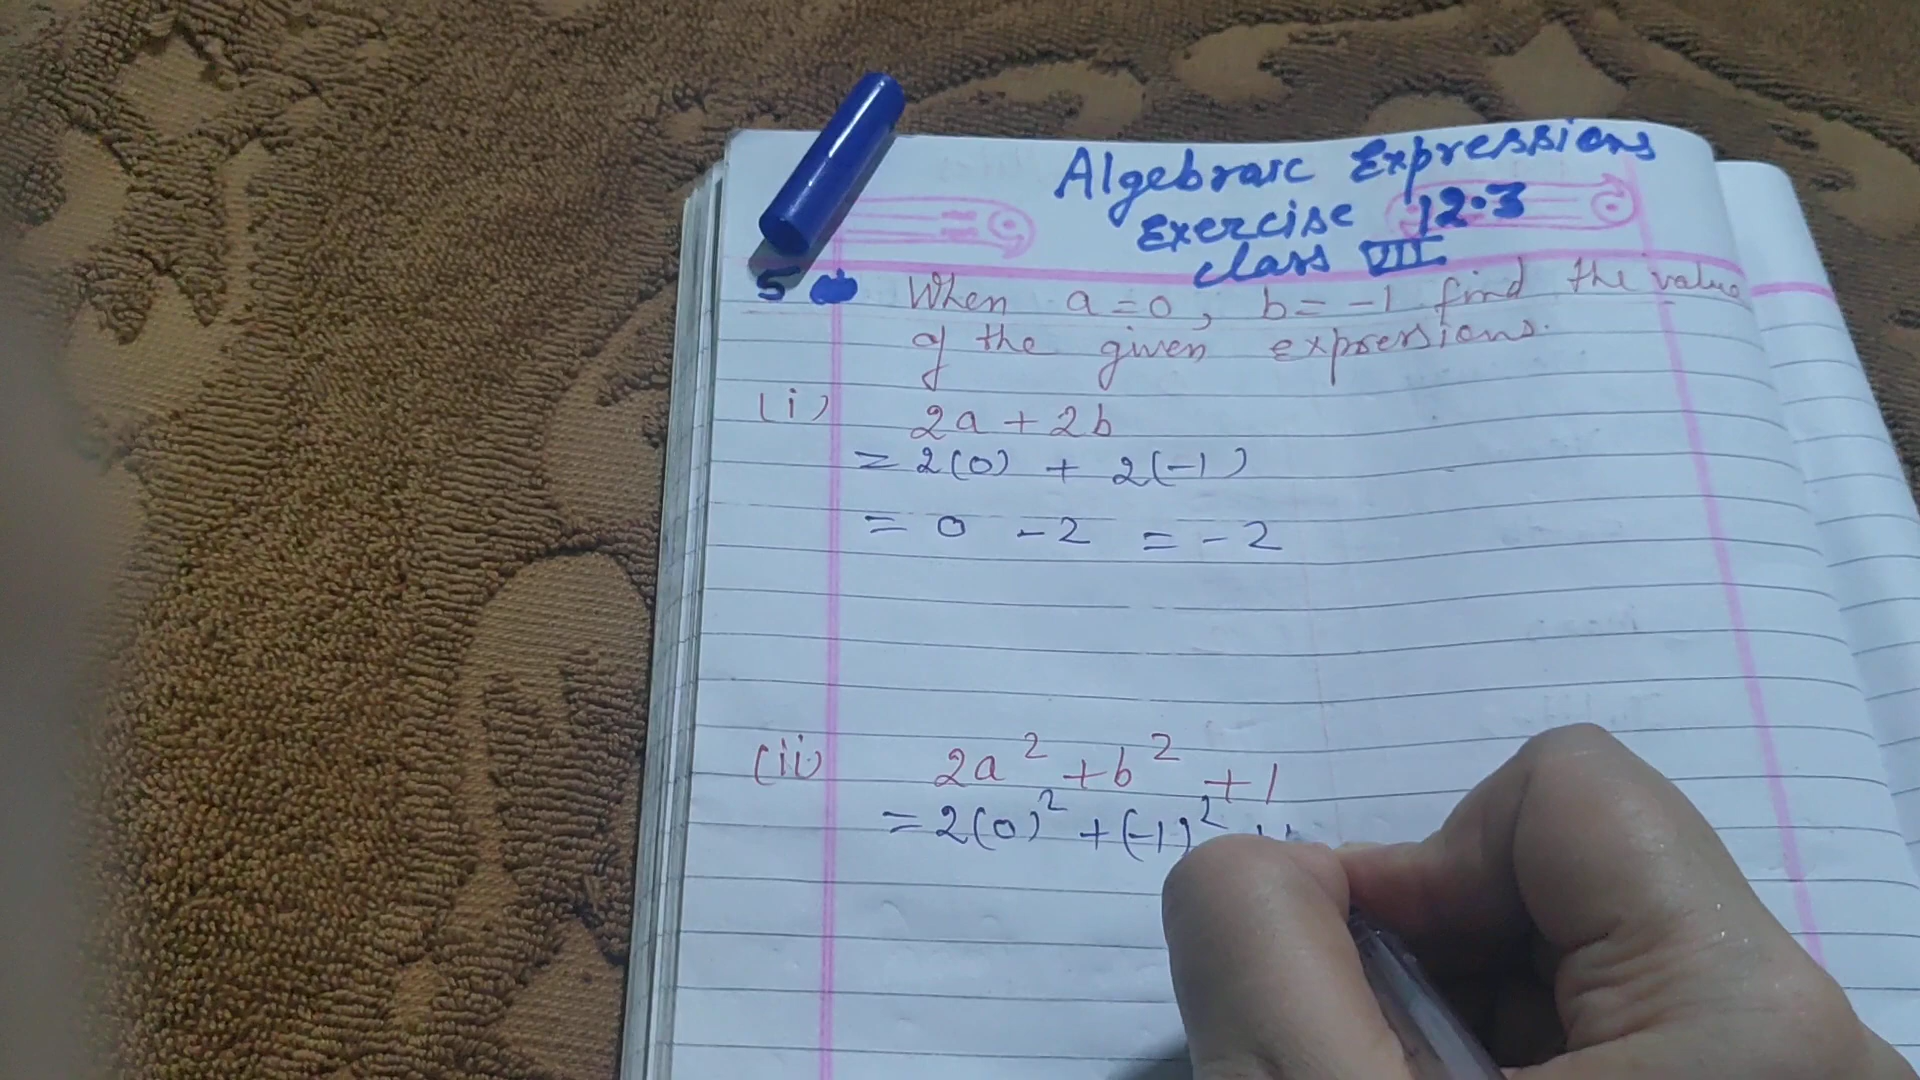 Algebraic Expressions
Exercise 12.3
class VII
5 When a=0, b=-1 find the value
of the given expressions.
(i) 2a+2b
= 2(0) + 2(-1)
= 0 -2 = -2
(ii) 2a² +b² +1
= 2(0)² +(-1)² +1